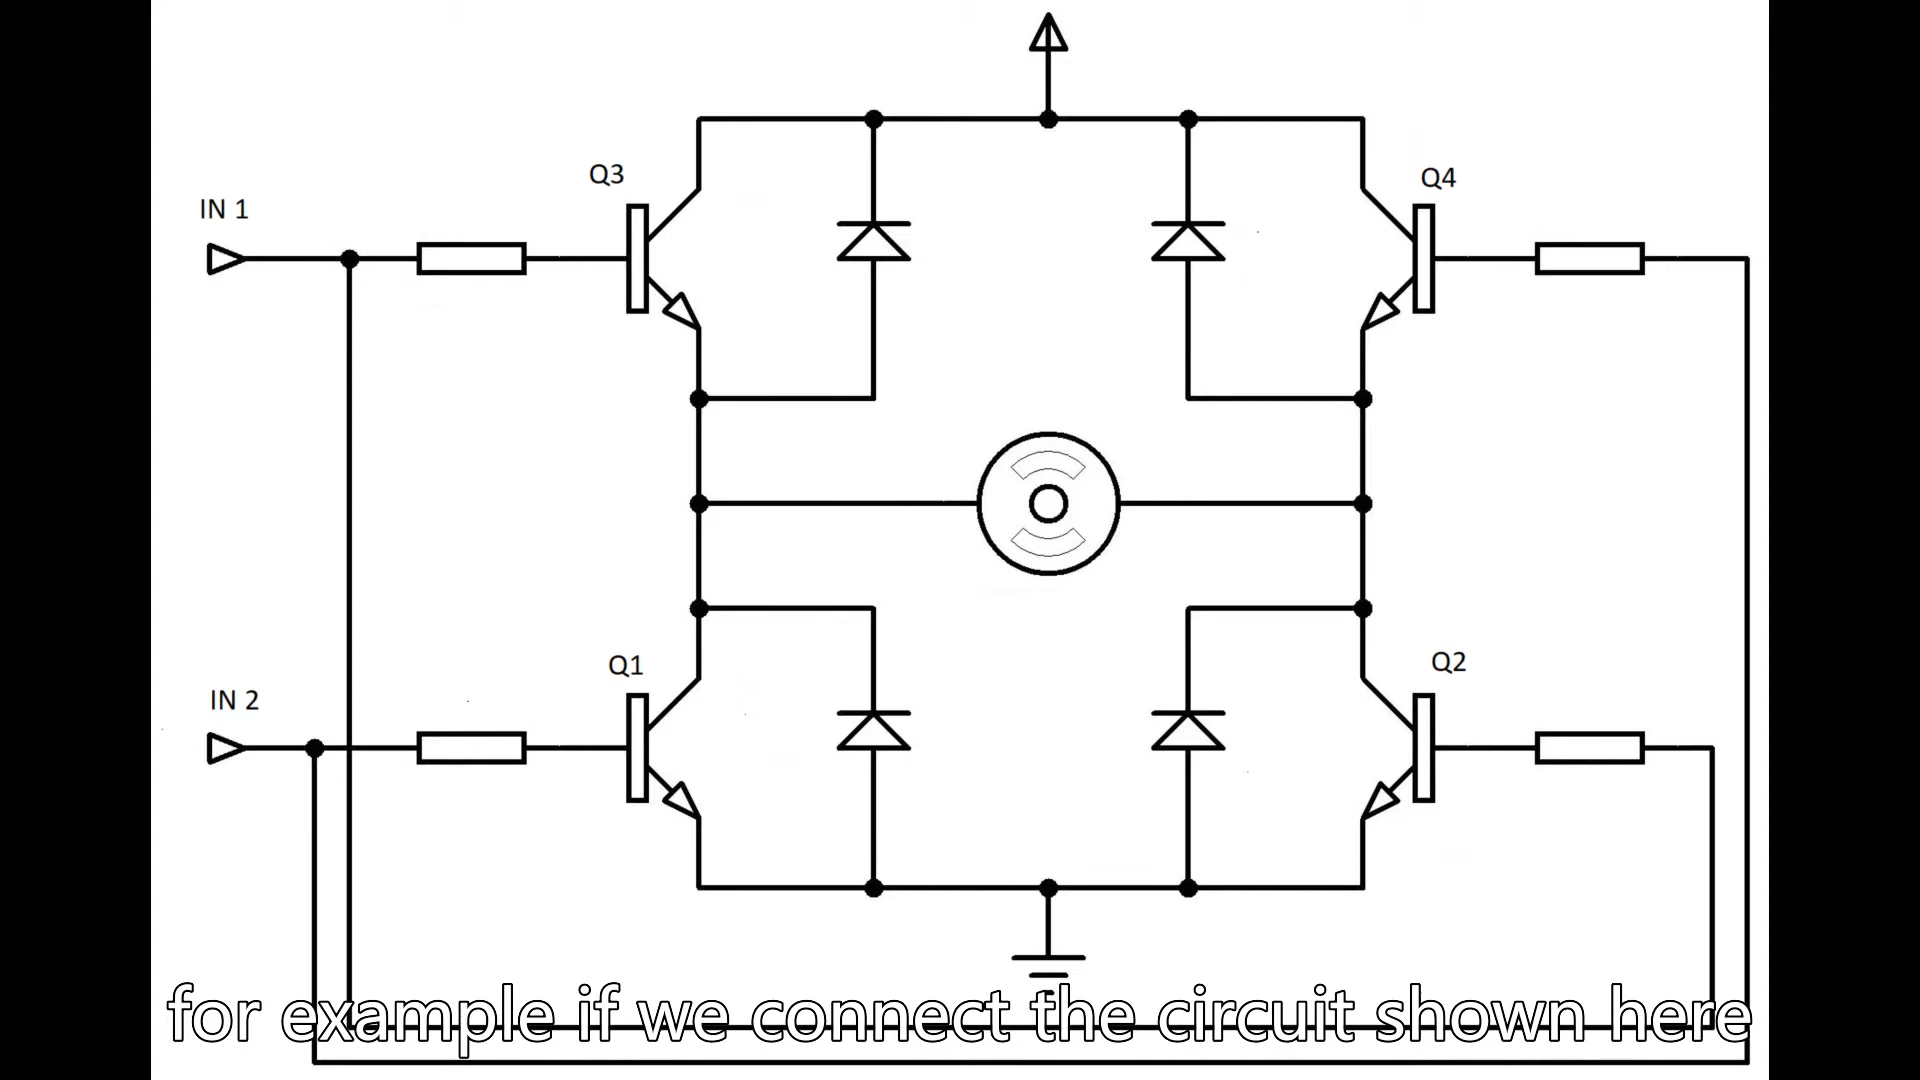 Q3
Q4
IN 1
Q1
Q2
IN 2
for example if we connect the circuit shown here